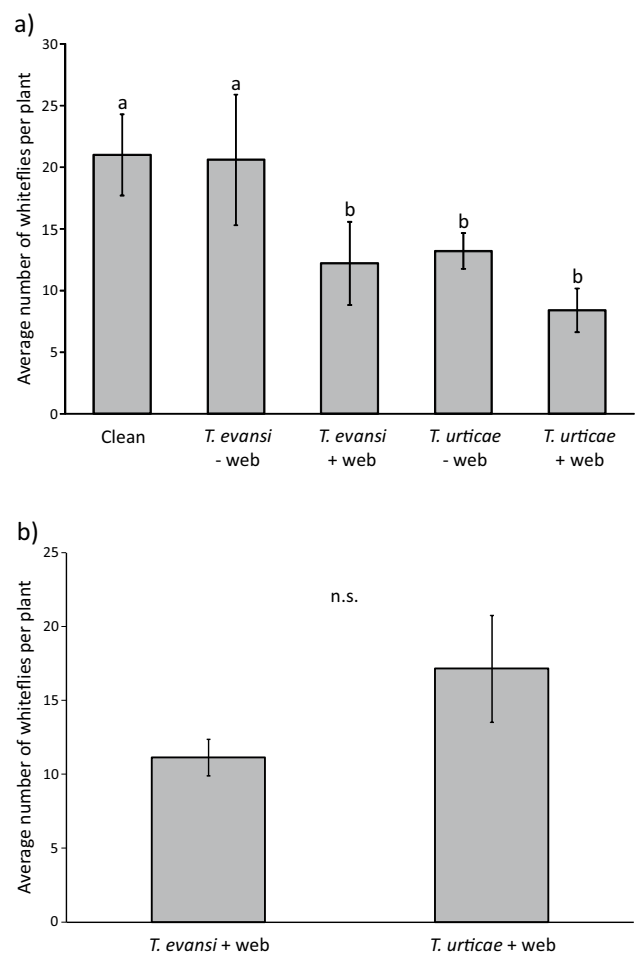 a)
Average number of whiteflies per plant
30
25
20
15
10
5
0
a
a
b
b
b
Clean
T. evansi
- web
T. evansi
+ web
T. urticae
- web
T. urticae
+ web
b)
Average number of whiteflies per plant
25
20
15
10
5
0
n.s.
T. evansi + web
T. urticae + web